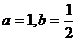 a = 1, b = 1/2